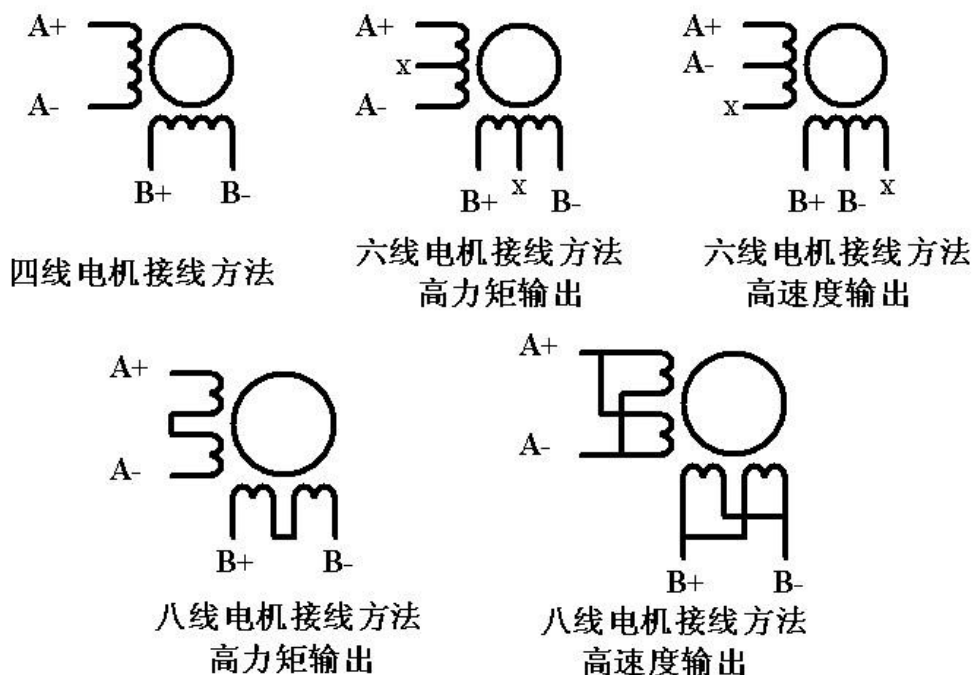 A+
A-
B+ B-
四线电机接线方法
A+
x
A-
B+ x B-
六线电机接线方法
高力矩输出
A+
A-
x
B+ B- x
六线电机接线方法
高速度输出
A+
A-
B+ B-
八线电机接线方法
高力矩输出
A+
A-
B+ B-
八线电机接线方法
高速度输出